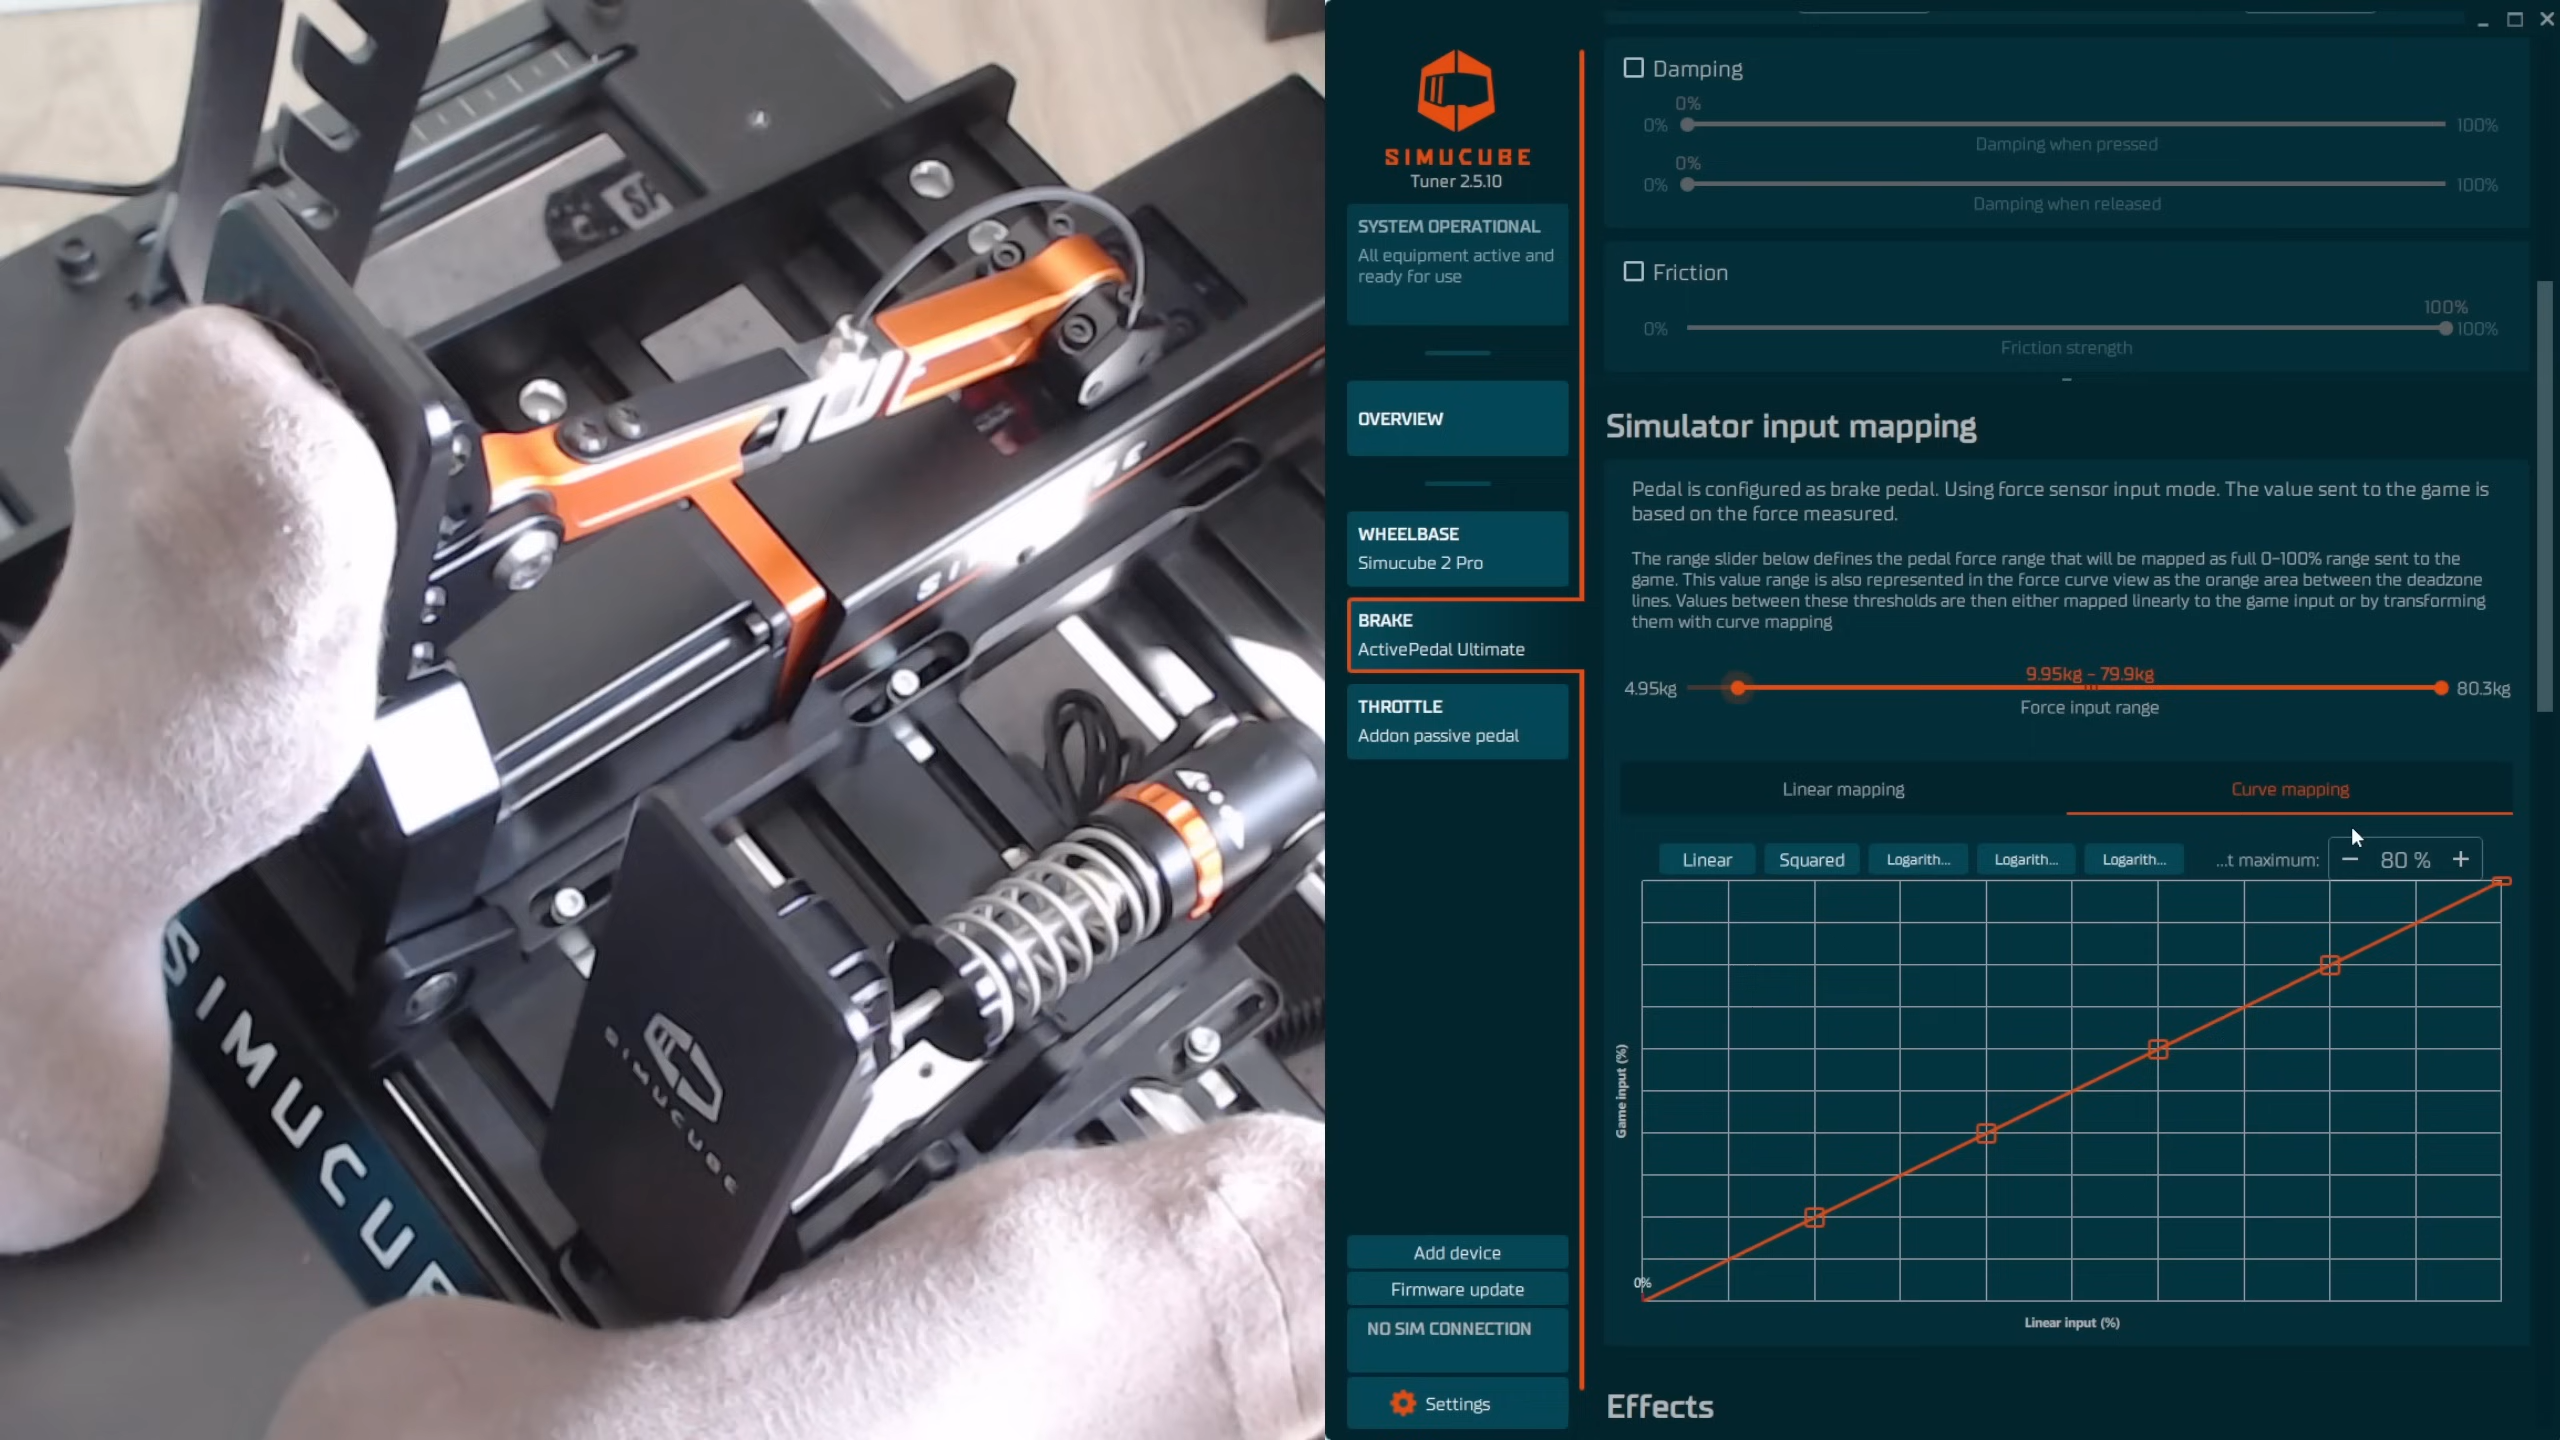 SIMUCUBE
Tuner 2.5.10
SYSTEM OPERATIONAL
All equipment active and
ready for use
OVERVIEW
WHEELBASE
Simucube 2 Pro
BRAKE
ActivePedal Ultimate
THROTTLE
Addon passive pedal
Add device
Firmware update
NO SIM CONNECTION
Settings
Damping
0%
0%
100%
Damping when pressed
0%
0%
100%
Damping when released
Friction
100%
0%
100%
Friction strength
Simulator input mapping
Pedal is configured as brake pedal. Using force sensor input mode. The value sent to the game is
based on the force measured.
The range slider below defines the pedal force range that will be mapped as full 0-100% range sent to the
game. This value range is also represented in the force curve view as the orange area between the deadzone
lines. Values between these thresholds are then either mapped linearly to the game input or by transforming
them with curve mapping
9.95kg - 79.9kg
4.95kg
80.3kg
Force input range
Linear mapping
Curve mapping
Linear
Squared
Logarith...
Logarith...
Logarith...
...t maximum:
− 80 % +
Game input (%)
0%
Linear input (%)
Effects
SIMUCUBE
SIMUCUBE